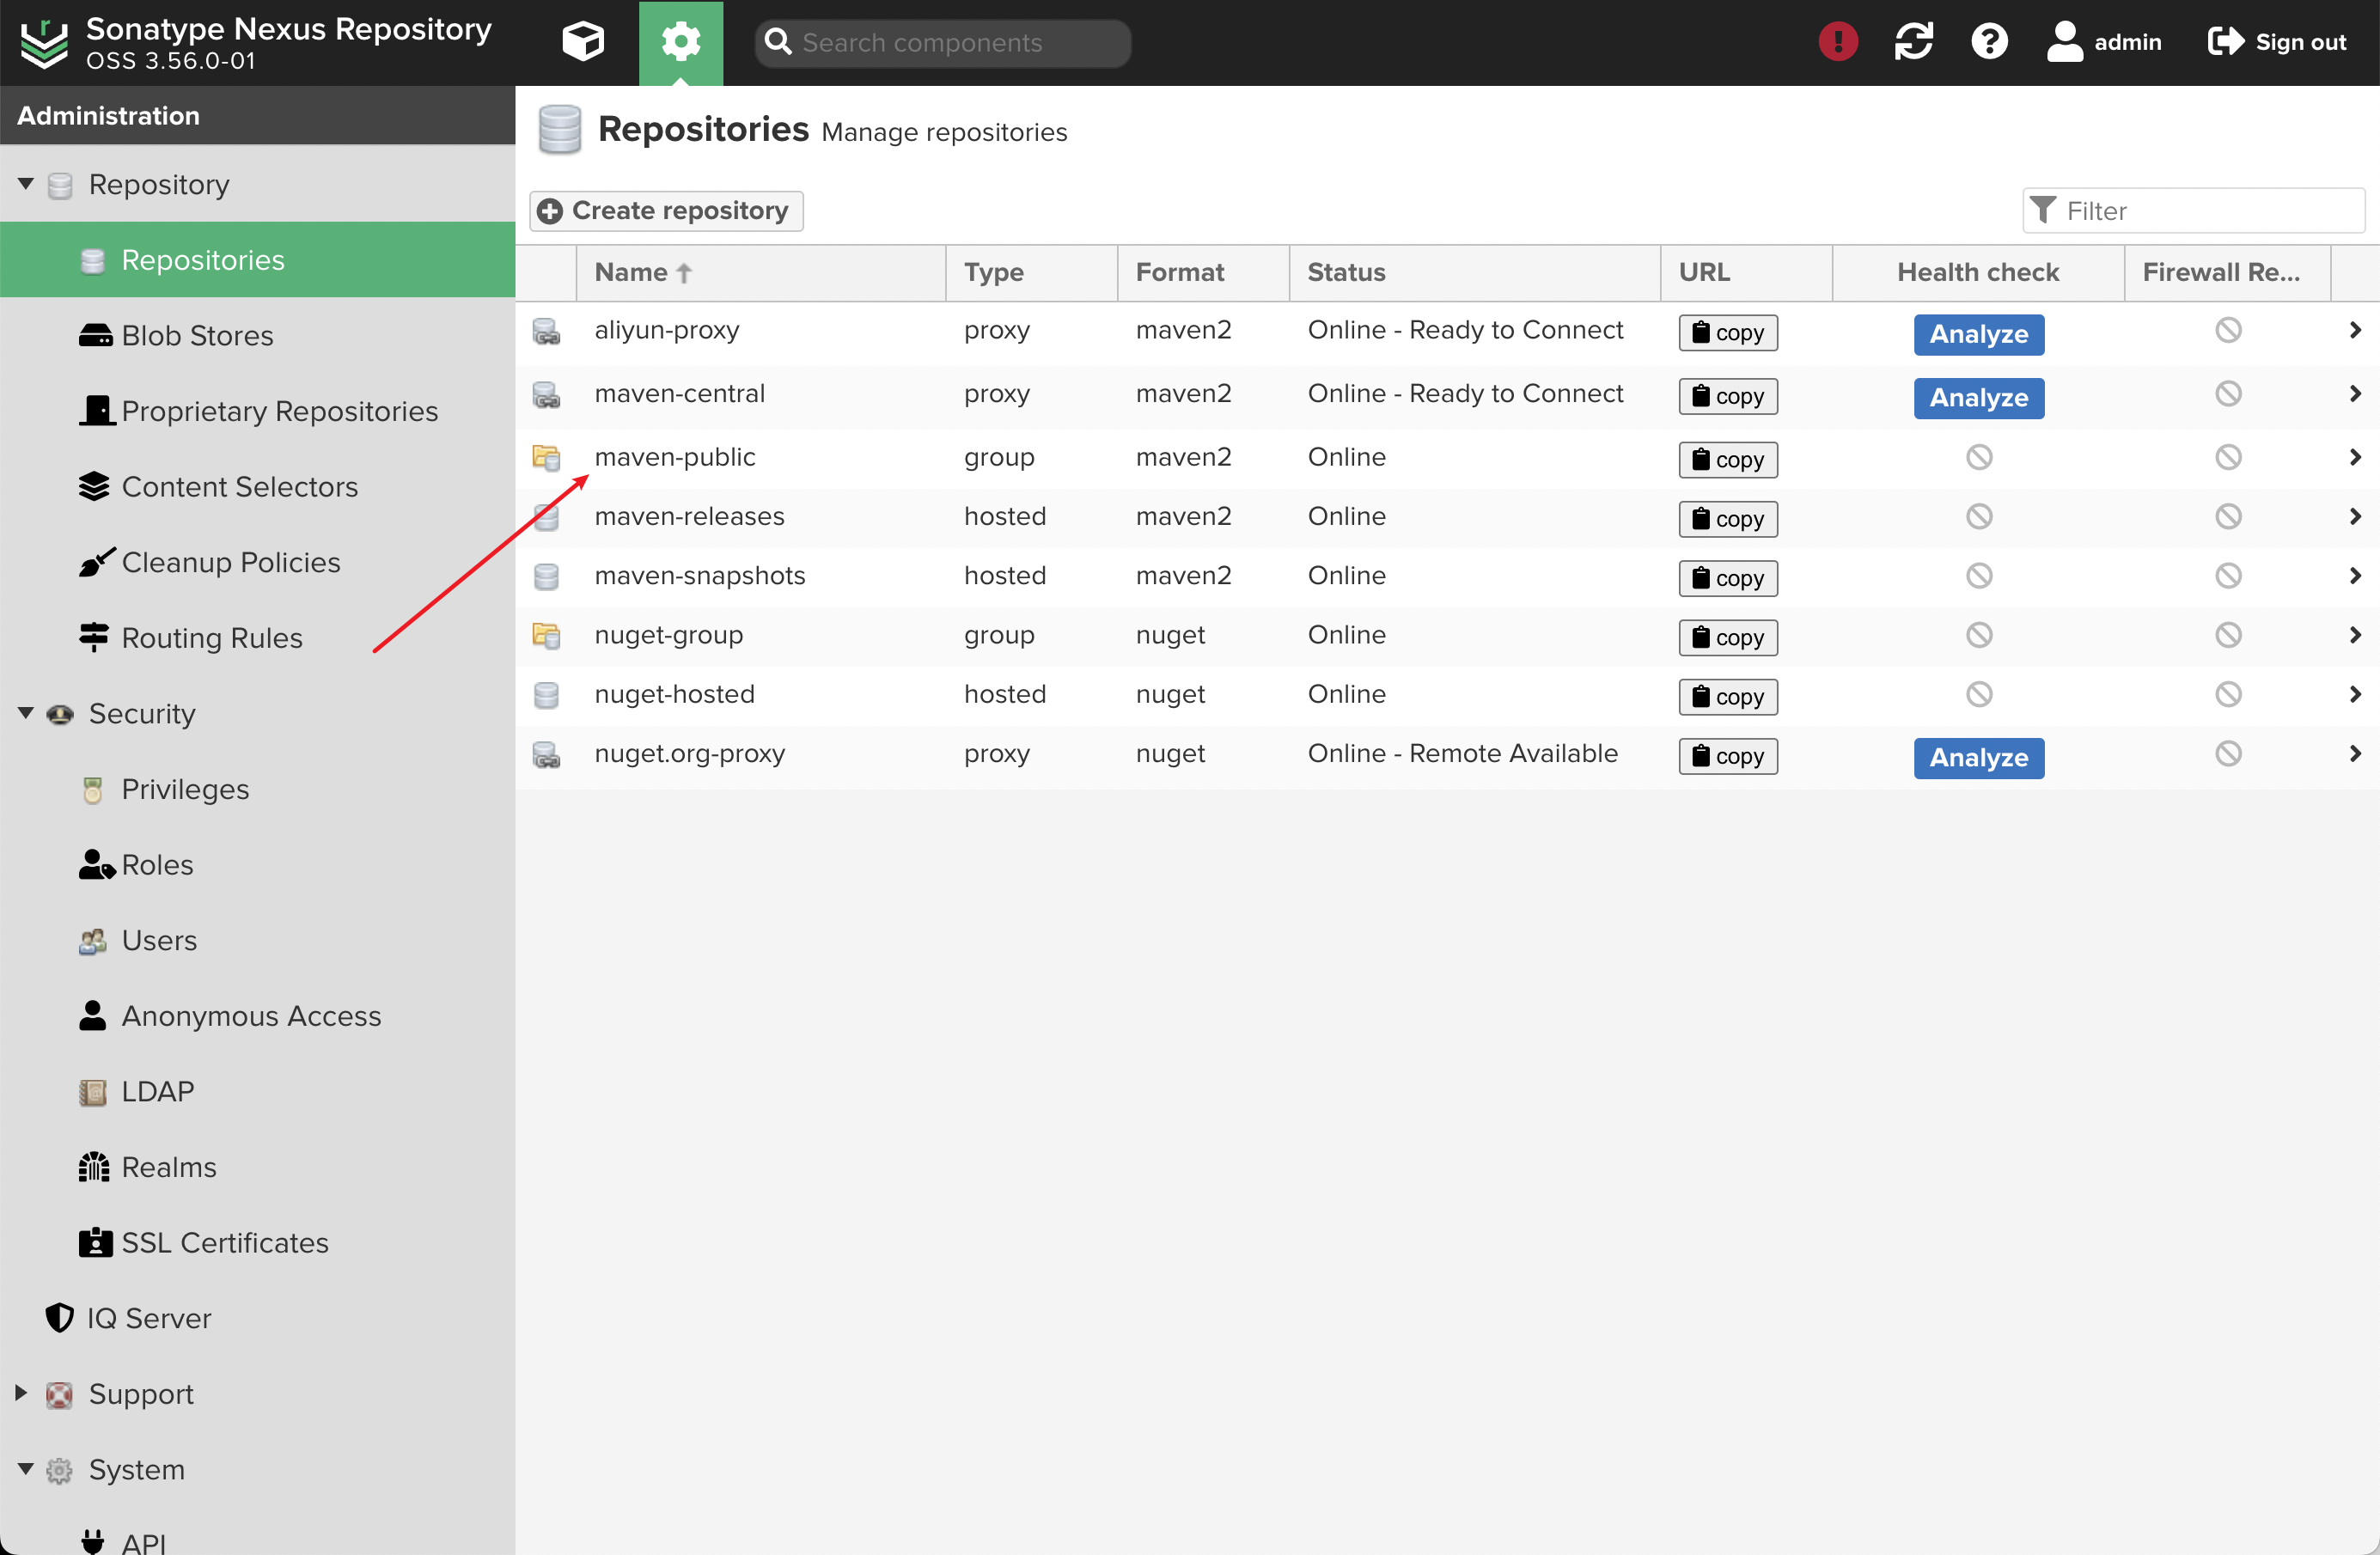 Sonatype Nexus Repository
OSS 3.56.0-01
Search components
admin
Sign out
Administration
Repository
Repositories
Blob Stores
Proprietary Repositories
Content Selectors
Cleanup Policies
Routing Rules
Security
Privileges
Roles
Users
Anonymous Access
LDAP
Realms
SSL Certificates
IQ Server
Support
System
API
Repositories Manage repositories
Create repository
Filter
Name Type Format Status URL Health check Firewall Re...
aliyun-proxy proxy maven2 Online - Ready to Connect copy Analyze
maven-central proxy maven2 Online - Ready to Connect copy Analyze
maven-public group maven2 Online copy
maven-releases hosted maven2 Online copy
maven-snapshots hosted maven2 Online copy
nuget-group group nuget Online copy
nuget-hosted hosted nuget Online copy
nuget.org-proxy proxy nuget Online - Remote Available copy Analyze